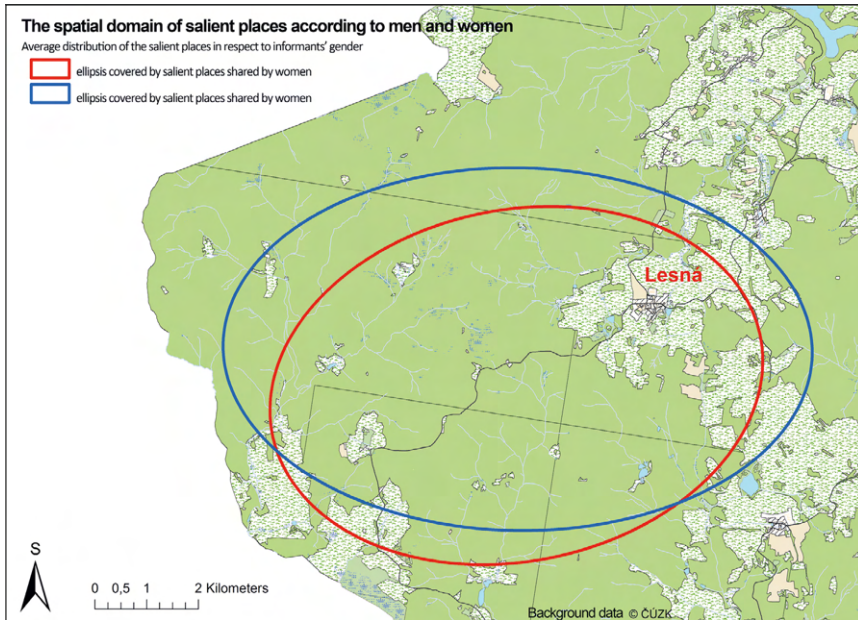 The spatial domain of salient places according to men and women
Average distribution of the salient places in respect to informants' gender
ellipsis covered by salient places shared by women
ellipsis covered by salient places shared by women
Lesná
S
0 0,5 1 2 Kilometers
Background data © ČÚZK